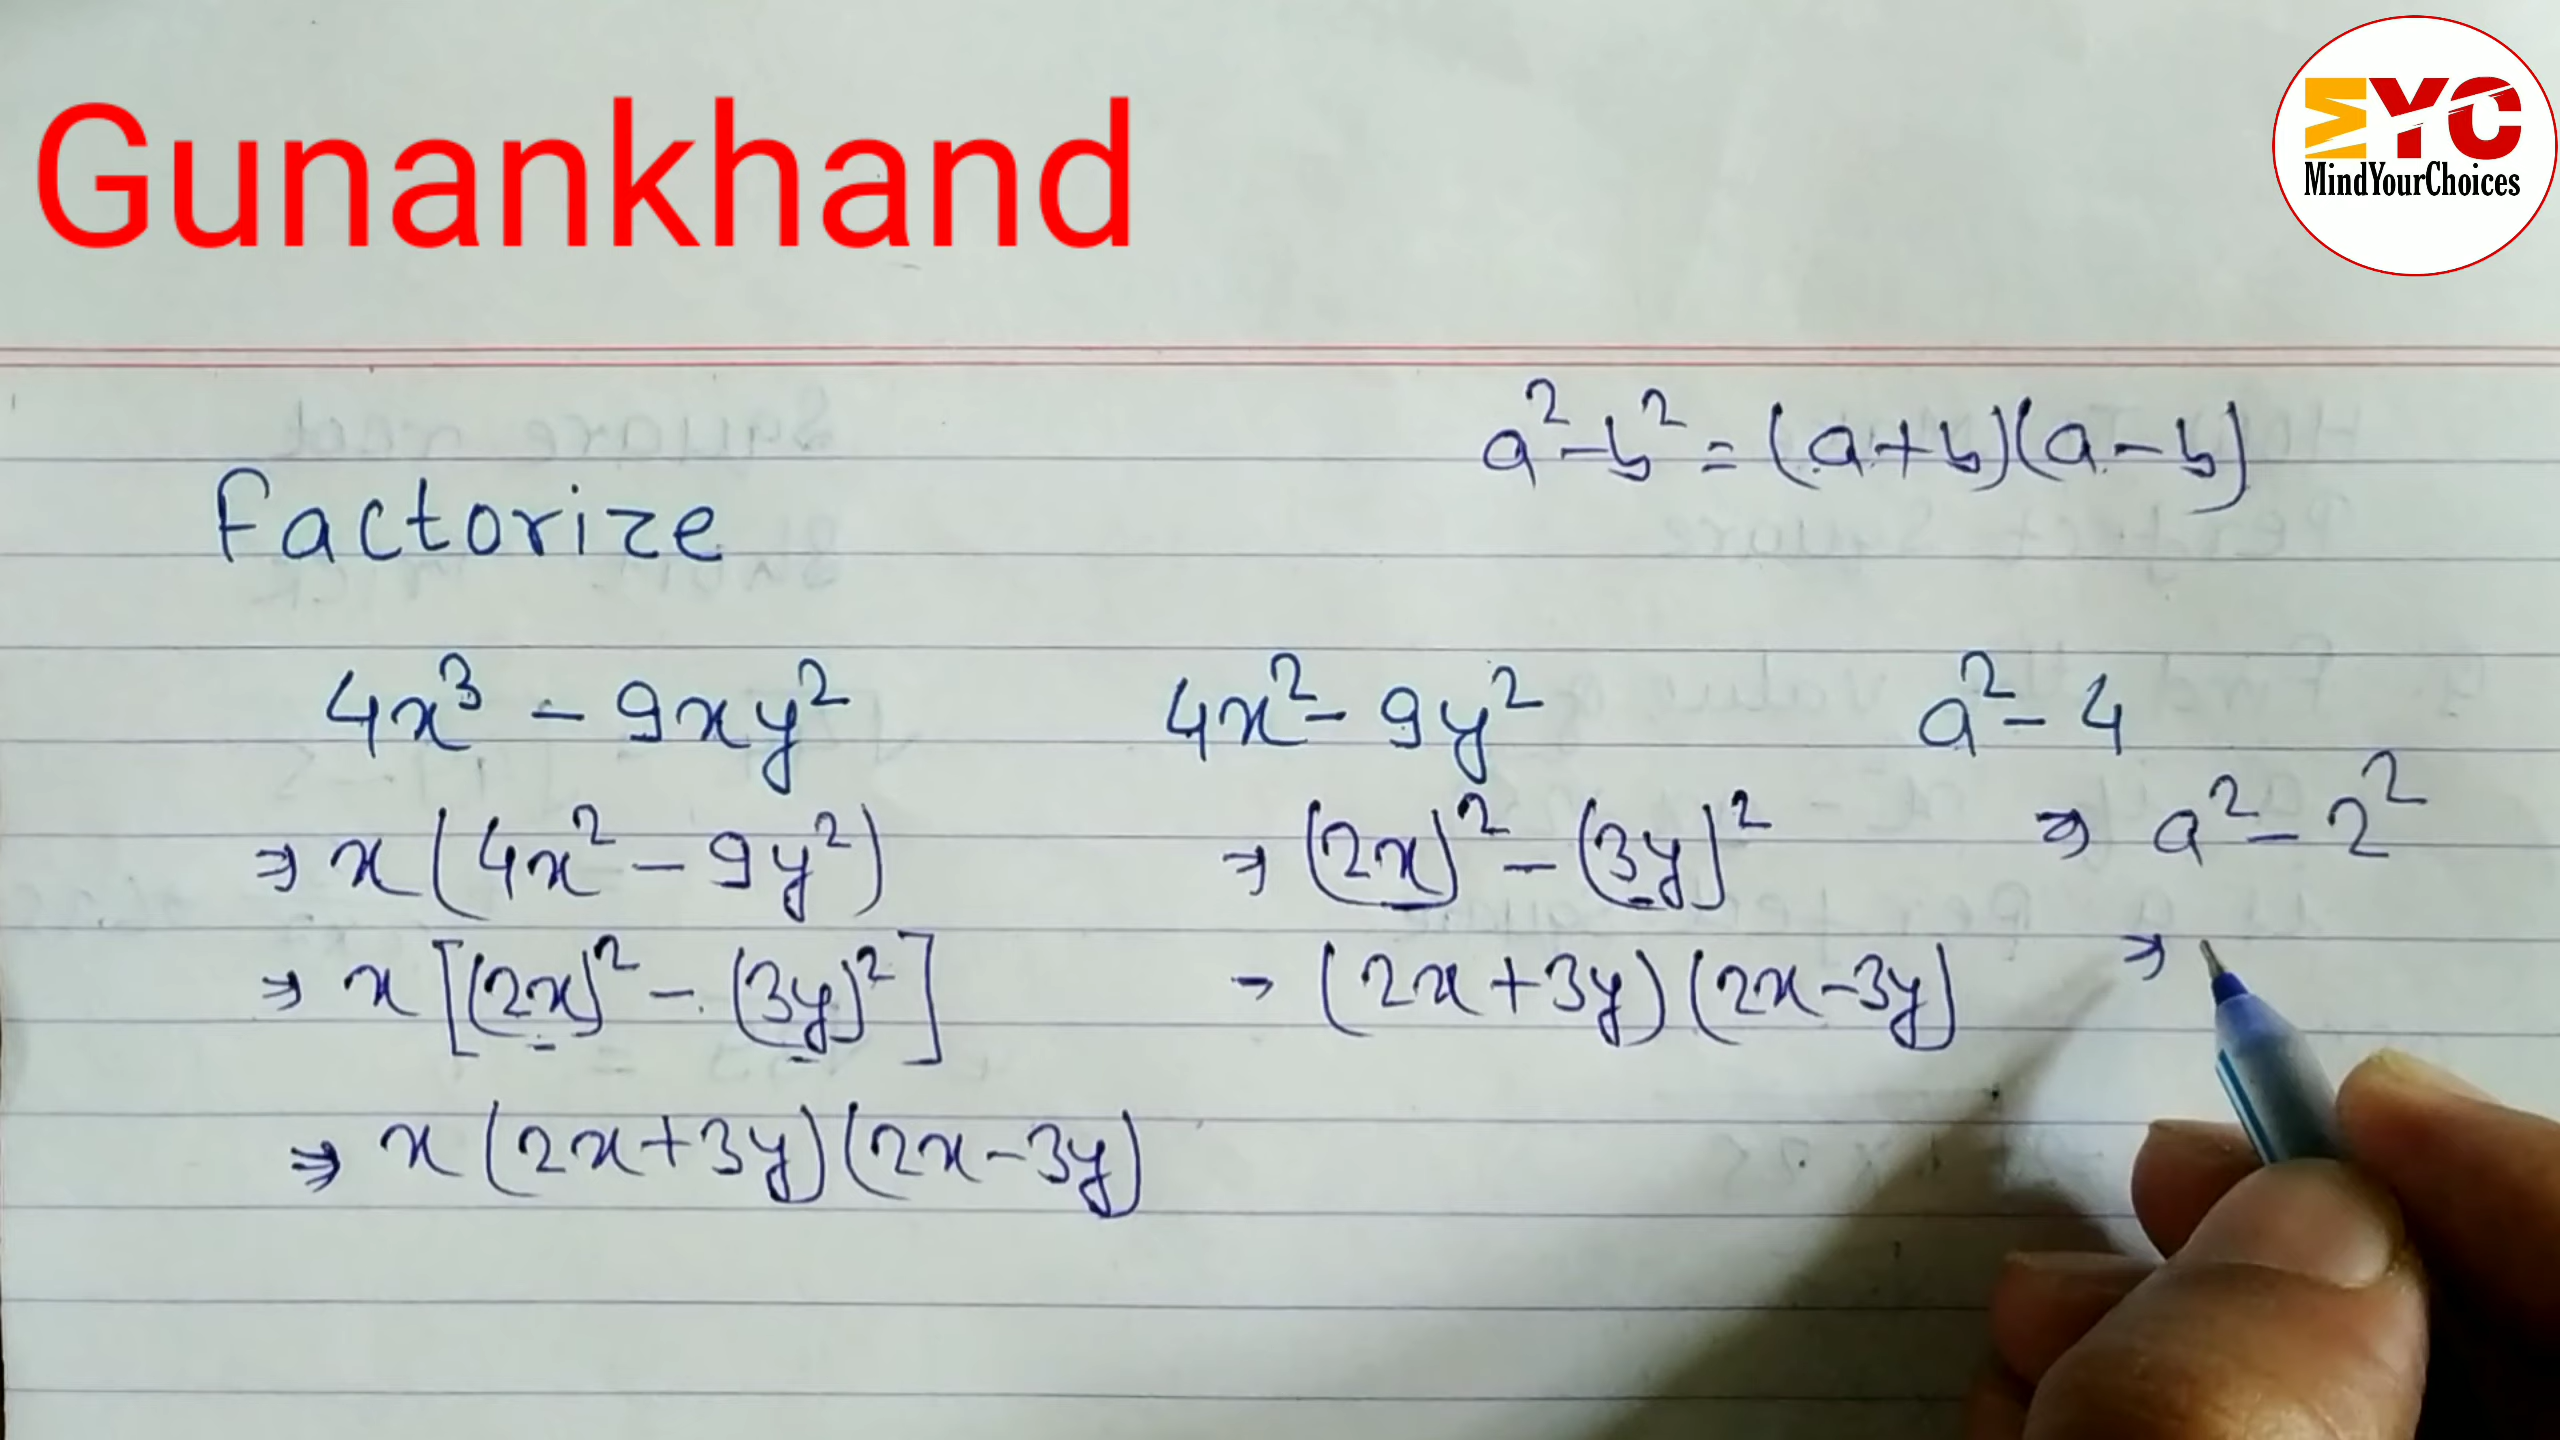 Gunankhand
MYC
MindYourChoices
a² - b² = (a+b)(a-b)
Factorize
4x³ - 9xy²
⇒ x(4x² - 9y²)
⇒ x[(2x)² - (3y)²]
⇒ x(2x+3y)(2x-3y)
4x² - 9y²
⇒ (2x)² - (3y)²
- (2x+3y)(2x-3y)
a² - 4
⇒ a² - 2²
⇒